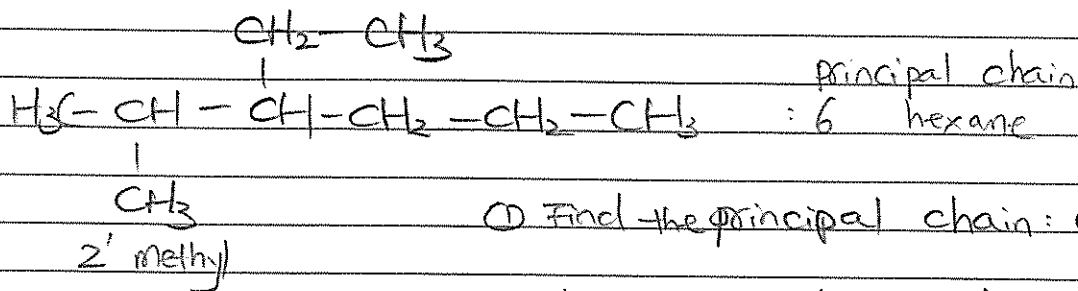 CH2 - CH3
|
principal chain
H3C - CH - CH - CH2 - CH2 - CH3 : 6 hexane
|
CH3
① Find the principal chain:
2' methyl